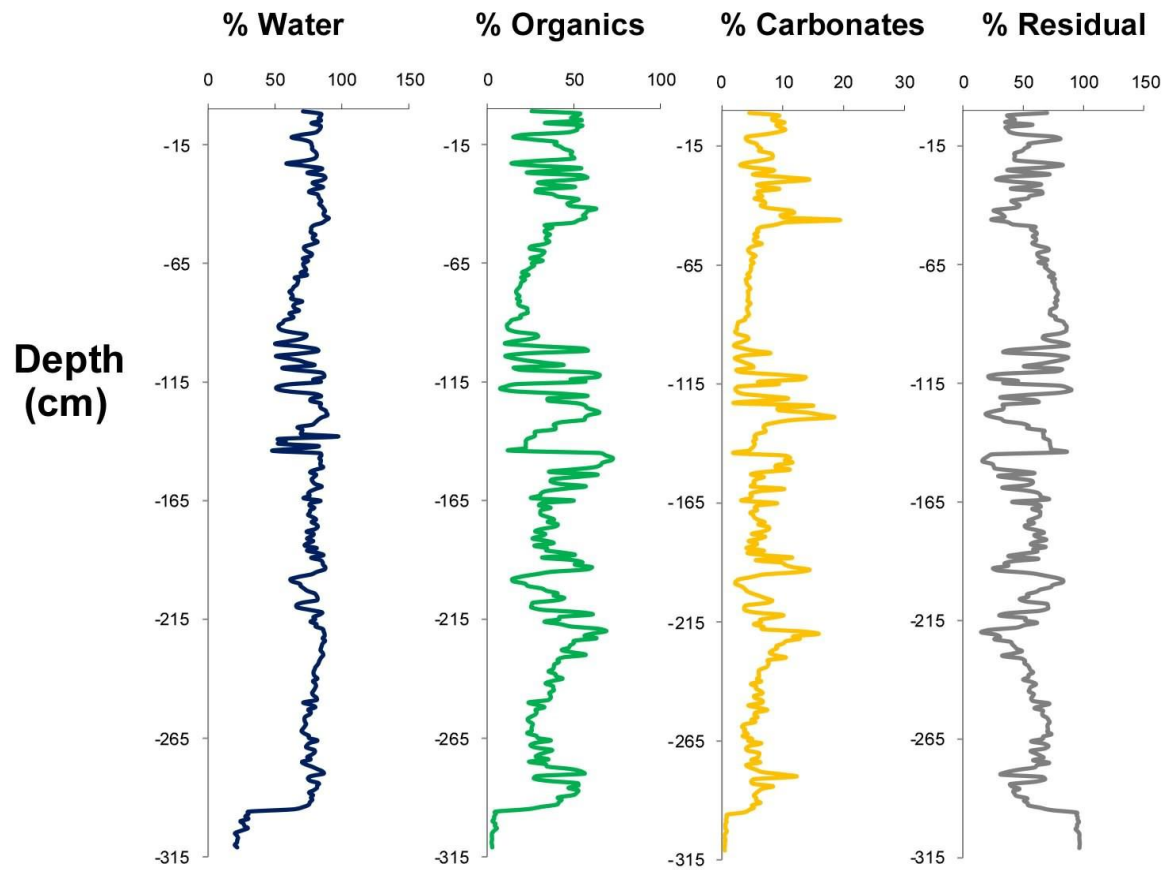 % Water % Organics % Carbonates % Residual
0 50 100 150 0 50 100 0 10 20 30 0 50 100 150
-15 -15 -15 -15
-65 -65 -65 -65
Depth
(cm)
-115 -115 -115 -115
-165 -165 -165 -165
-215 -215 -215 -215
-265 -265 -265 -265
-315 -315 -315 -315